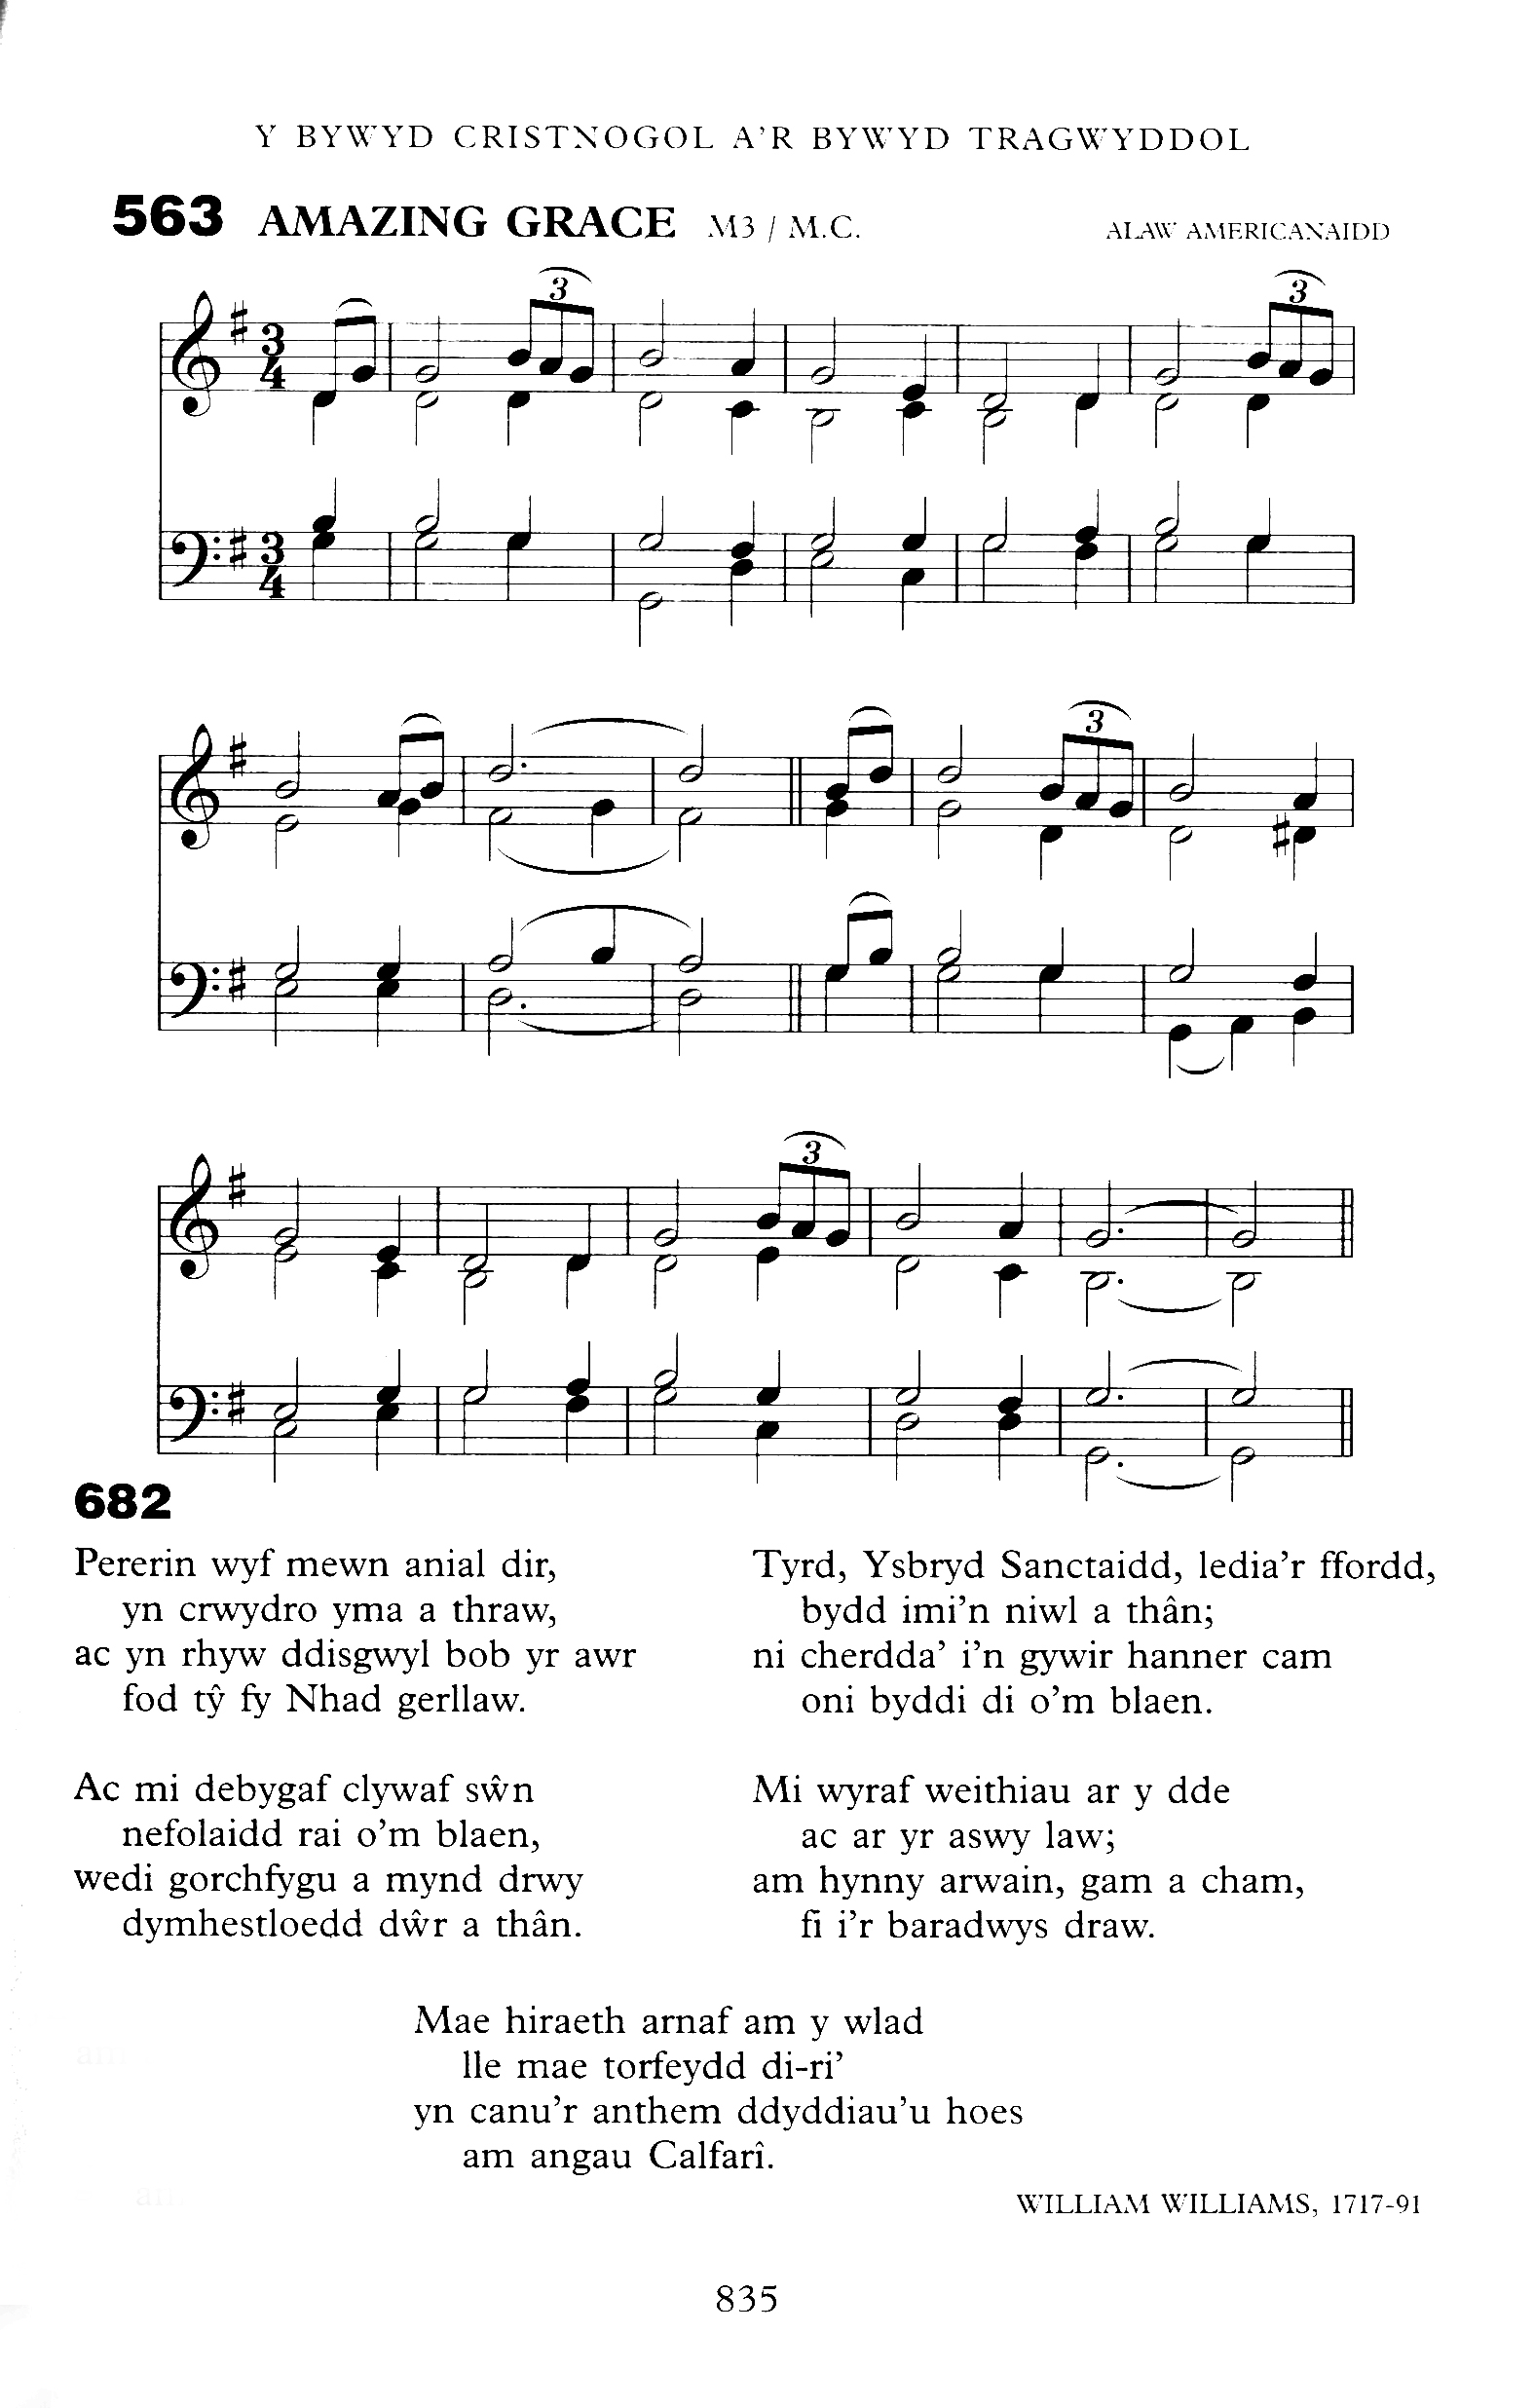 Y BYWYD CRISTNOGOL A'R BYWYD TRAGWYDDOL
563 AMAZING GRACE M3 / M.C. ALAW AMERICANAIDD
3
4
3
3
3
4
3
3
682
Pererin wyf mewn anial dir,
yn crwydro yma a thraw,
ac yn rhyw ddisgwyl bob yr awr
fod tŷ fy Nhad gerllaw.
Ac mi debygaf clywaf sŵn
nefolaidd rai o'm blaen,
wedi gorchfygu a mynd drwy
dymhestloedd dŵr a thân.
Tyrd, Ysbryd Sanctaidd, ledia'r ffordd,
bydd imi'n niwl a thân;
ni cherdda' i'n gywir hanner cam
oni byddi di o'm blaen.
Mi wyraf weithiau ar y dde
ac ar yr aswy law;
am hynny arwain, gam a cham,
fi i'r baradwys draw.
Mae hiraeth arnaf am y wlad
lle mae torfeydd di-ri'
yn canu'r anthem ddyddiau'u hoes
am angau Calfarî.
WILLIAM WILLIAMS, 1717-91
835